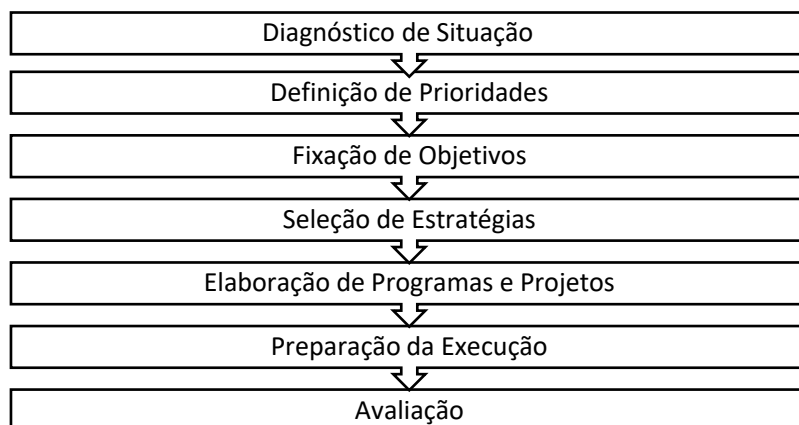 Diagnóstico de Situação
Definição de Prioridades
Fixação de Objetivos
Seleção de Estratégias
Elaboração de Programas e Projetos
Preparação da Execução
Avaliação